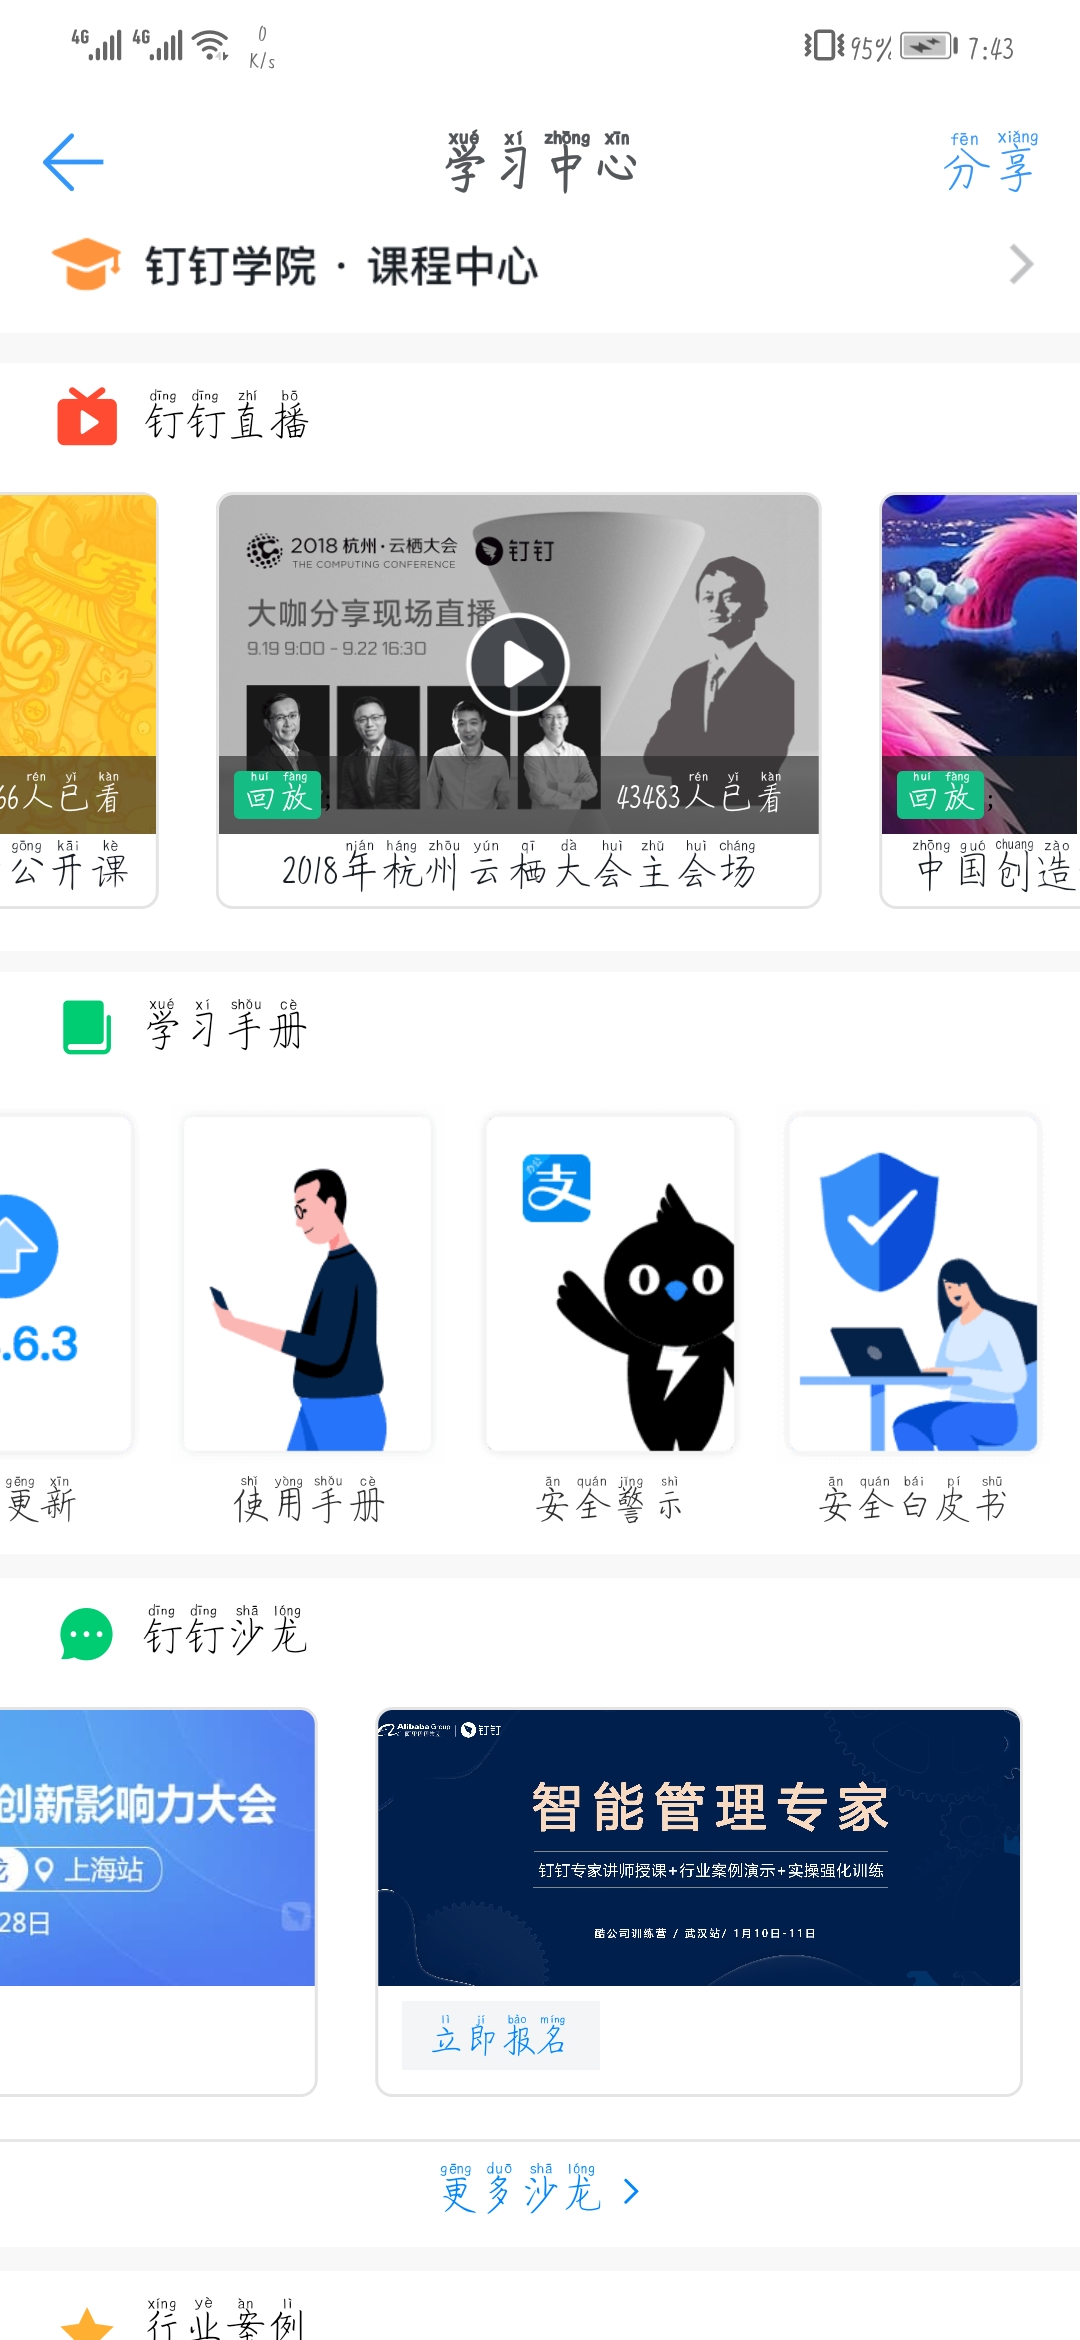 4G 4G 0 K/s 95% 7:43
xué xí zhōng xīn
学习中心
fēn xiǎng
分享
钉钉学院 · 课程中心
dīng dīng zhí bō
钉钉直播
2018 杭州·云栖大会 钉钉
THE COMPUTING CONFERENCE
大咖分享现场直播
9.19 9:00 - 9.22 16:30
rén yǐ kàn
66人已看
huí fàng
回放
rén yǐ kàn
43483人已看
huí fàng
回放
gōng kāi kè
公开课
nián háng zhōu yún qī dà huì zhǔ huì chǎng
2018年杭州云栖大会主会场
zhōng guó chuàng zào
中国创造
xué xí shǒu cè
学习手册
.6.3
办公
支
gēng xīn
更新
shǐ yòng shǒu cè
使用手册
ān quán jǐng shì
安全警示
ān quán bái pí shū
安全白皮书
dīng dīng shā lóng
钉钉沙龙
创新影响力大会
龙 上海站
28日
Alibaba Group 钉钉
智能管理专家
钉钉专家讲师授课+行业案例演示+实操强化训练
酷公司训练营 / 武汉站/ 1月10日-11日
lì jí bào míng
立即报名
gèng duō shā lóng
更多沙龙
xíng yè àn lì
行业案例